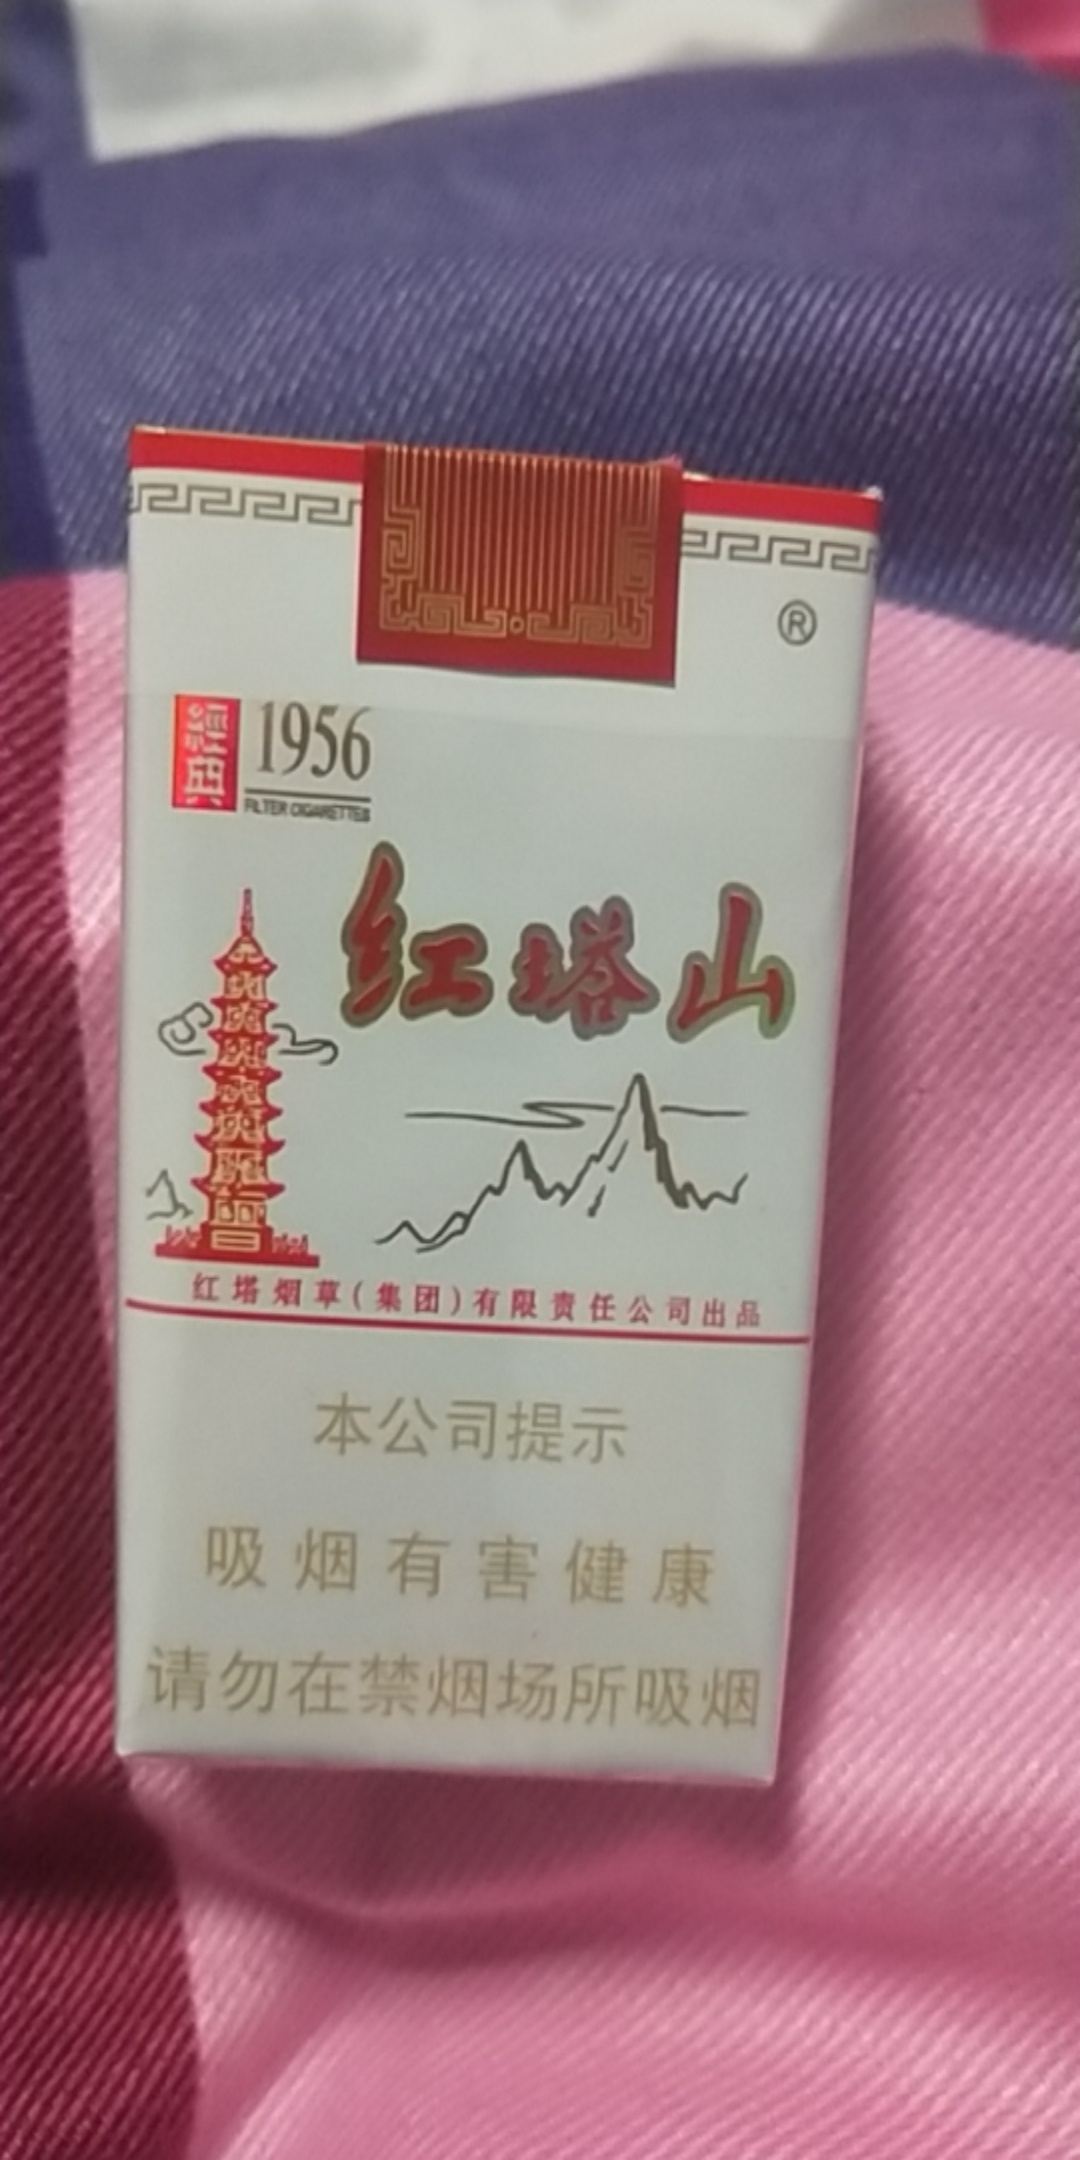 ®
經典
1956
FILTER CIGARETTES
红塔山
红塔烟草(集团)有限责任公司出品
本公司提示
吸烟有害健康
请勿在禁烟场所吸烟